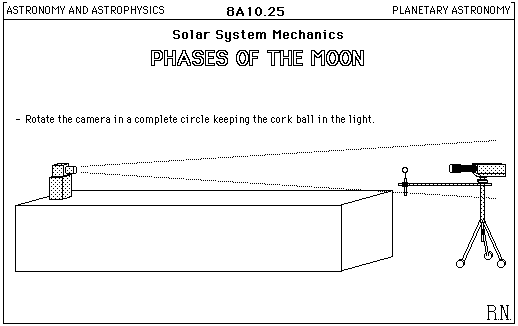 ASTRONOMY AND ASTROPHYSICS 8A10.25 PLANETARY ASTRONOMY
Solar System Mechanics
PHASES OF THE MOON
- Rotate the camera in a complete circle keeping the cork ball in the light.
R.N.